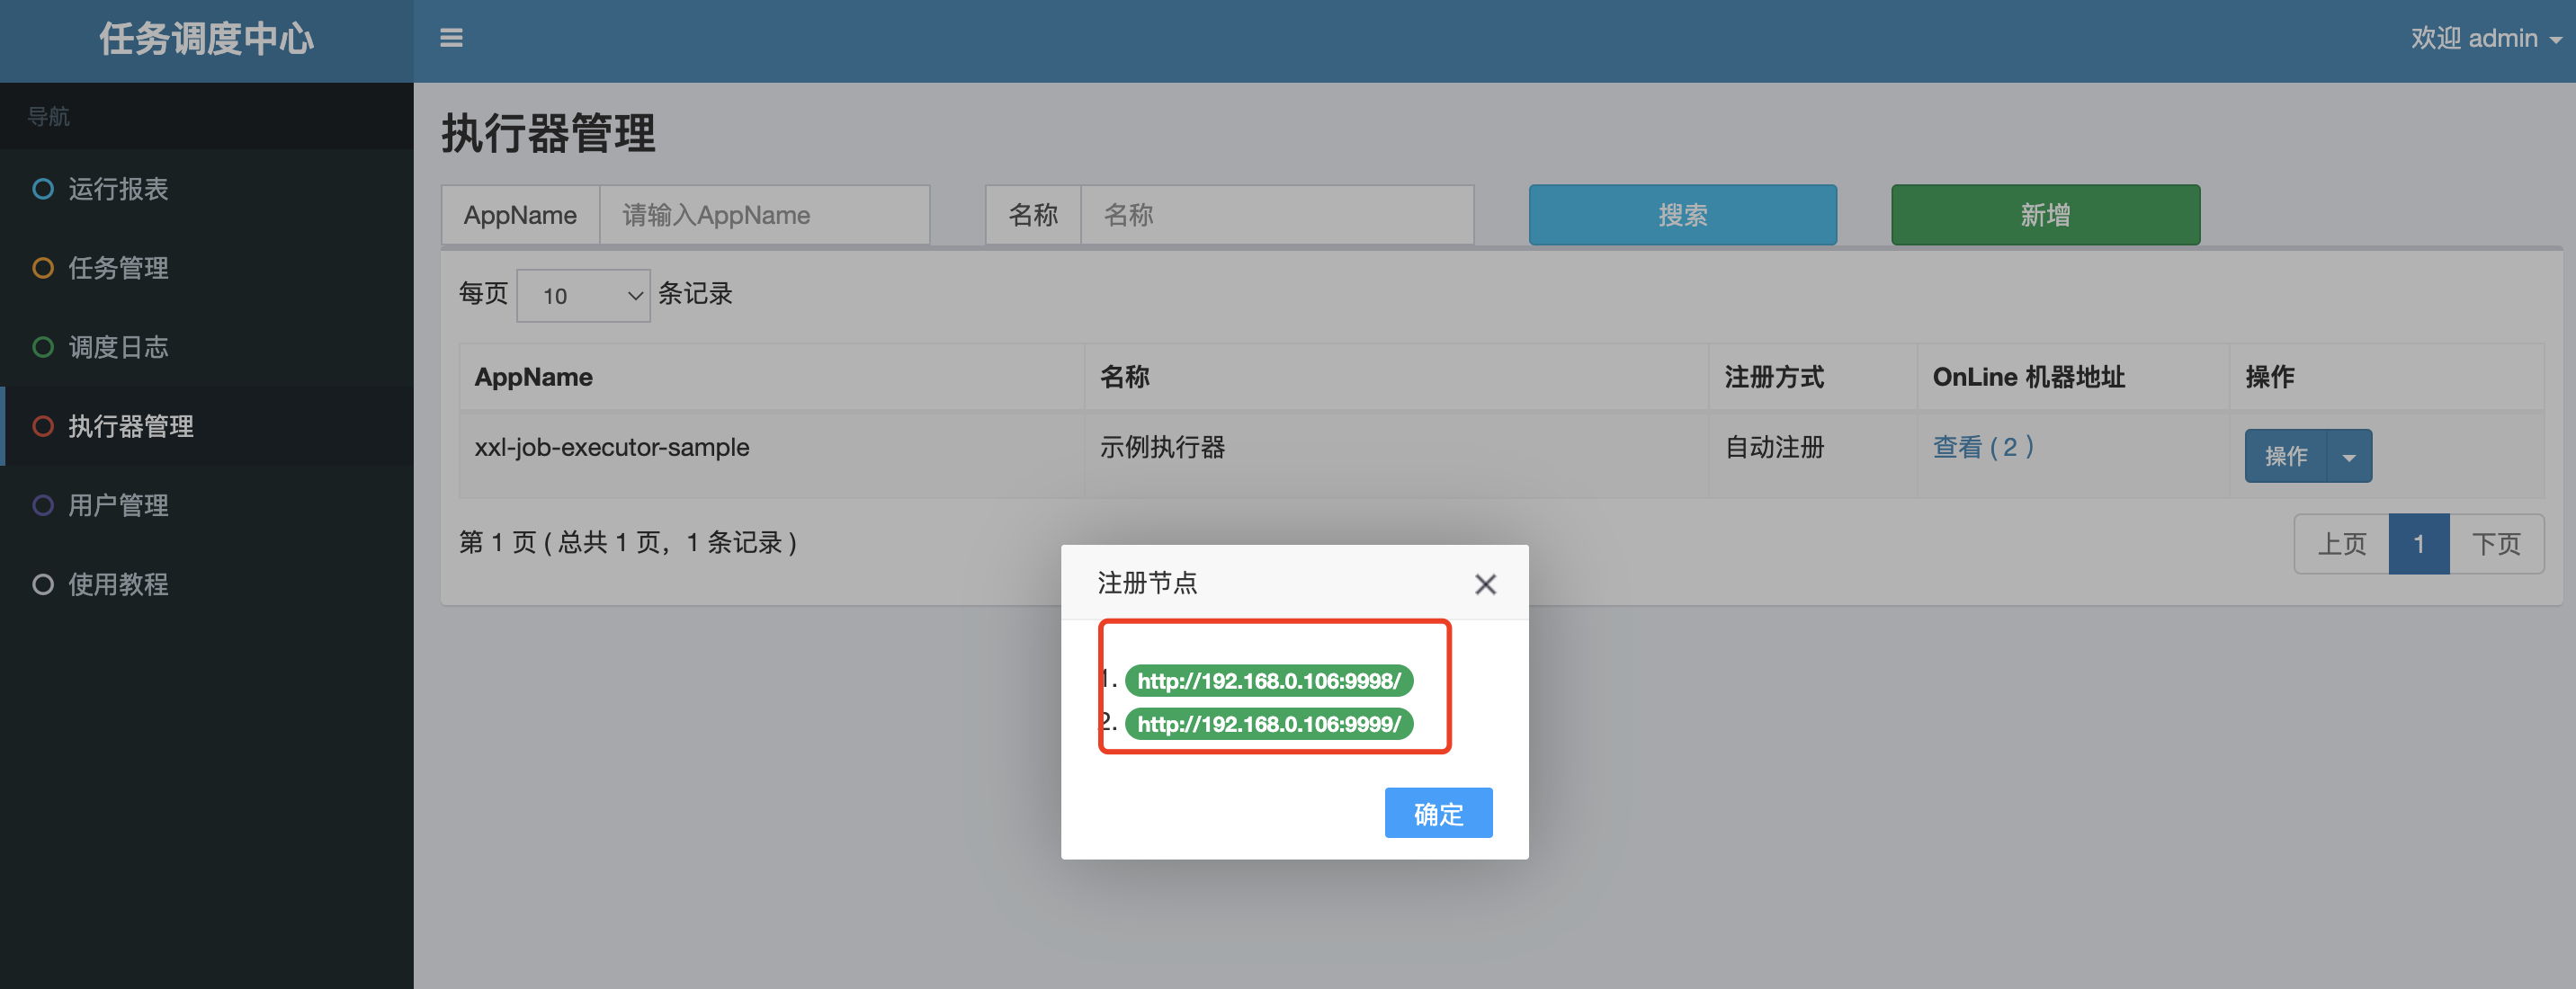 任务调度中心
欢迎 admin
导航
运行报表
任务管理
调度日志
执行器管理
用户管理
使用教程
执行器管理
AppName 请输入AppName 名称 名称 搜索 新增
每页 10 条记录
AppName 名称 注册方式 OnLine 机器地址 操作
xxl-job-executor-sample 示例执行器 自动注册 查看 ( 2 ) 操作
第 1 页 ( 总共 1 页，1 条记录 ) 上页 1 下页
注册节点
1. http://192.168.0.106:9998/
2. http://192.168.0.106:9999/
确定